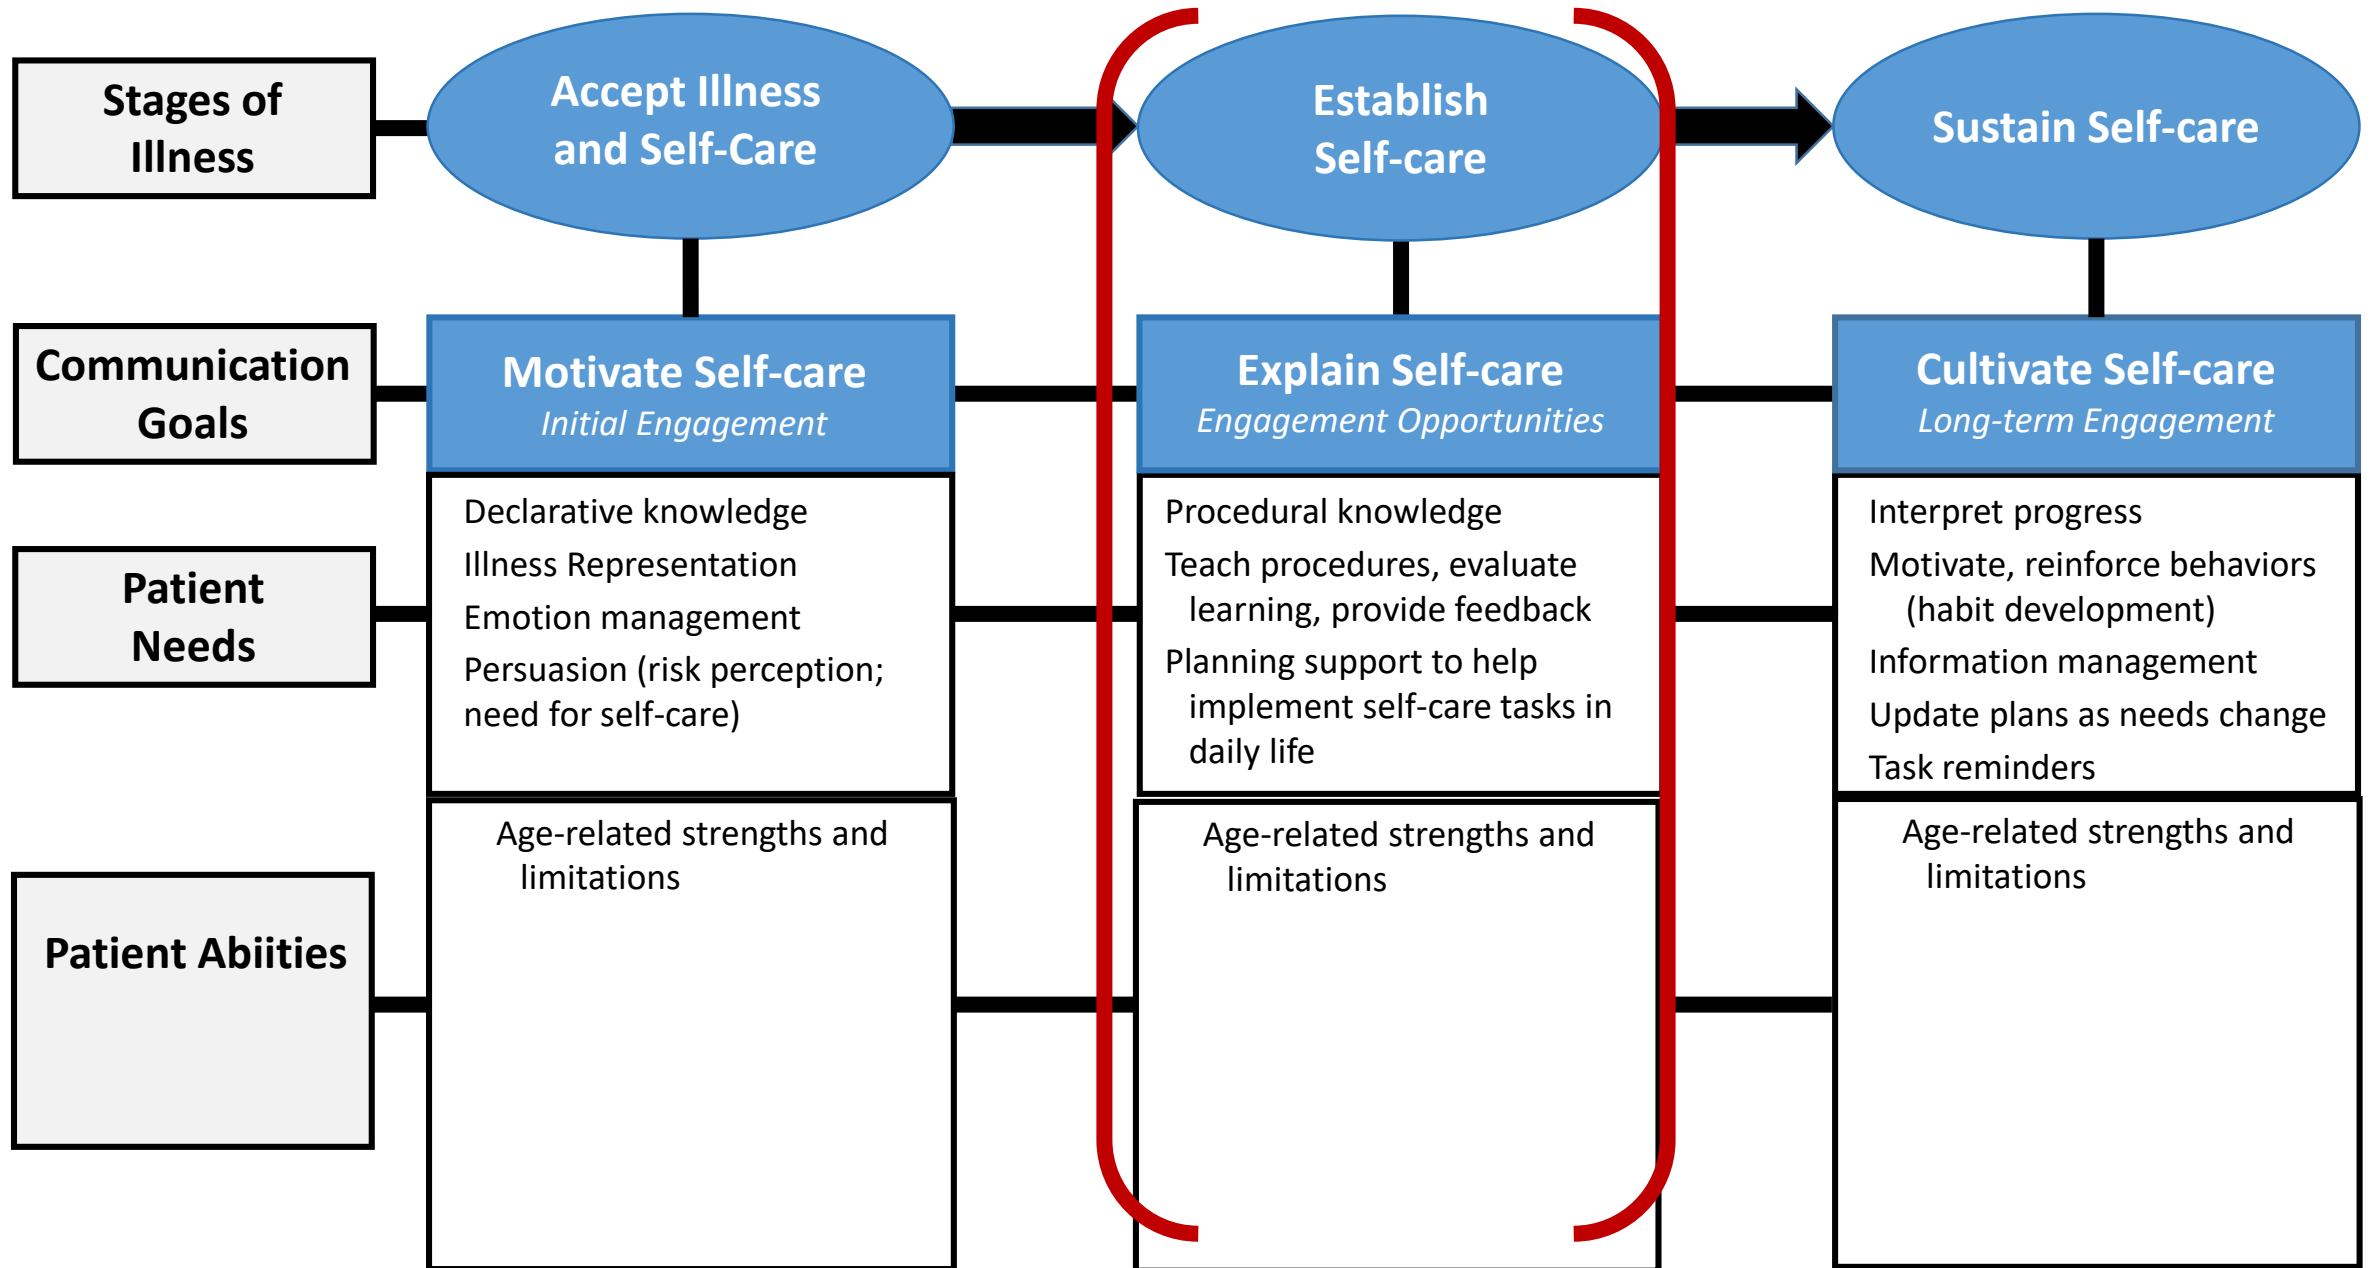 Stages of
Illness
Accept Illness
and Self-Care
Establish
Self-care
Sustain Self-care
Communication
Goals
Motivate Self-care
Initial Engagement
Explain Self-care
Engagement Opportunities
Cultivate Self-care
Long-term Engagement
Patient
Needs
Declarative knowledge
Illness Representation
Emotion management
Persuasion (risk perception;
need for self-care)
Procedural knowledge
Teach procedures, evaluate
learning, provide feedback
Planning support to help
implement self-care tasks in
daily life
Interpret progress
Motivate, reinforce behaviors
(habit development)
Information management
Update plans as needs change
Task reminders
Patient Abiities
Age-related strengths and
limitations
Age-related strengths and
limitations
Age-related strengths and
limitations